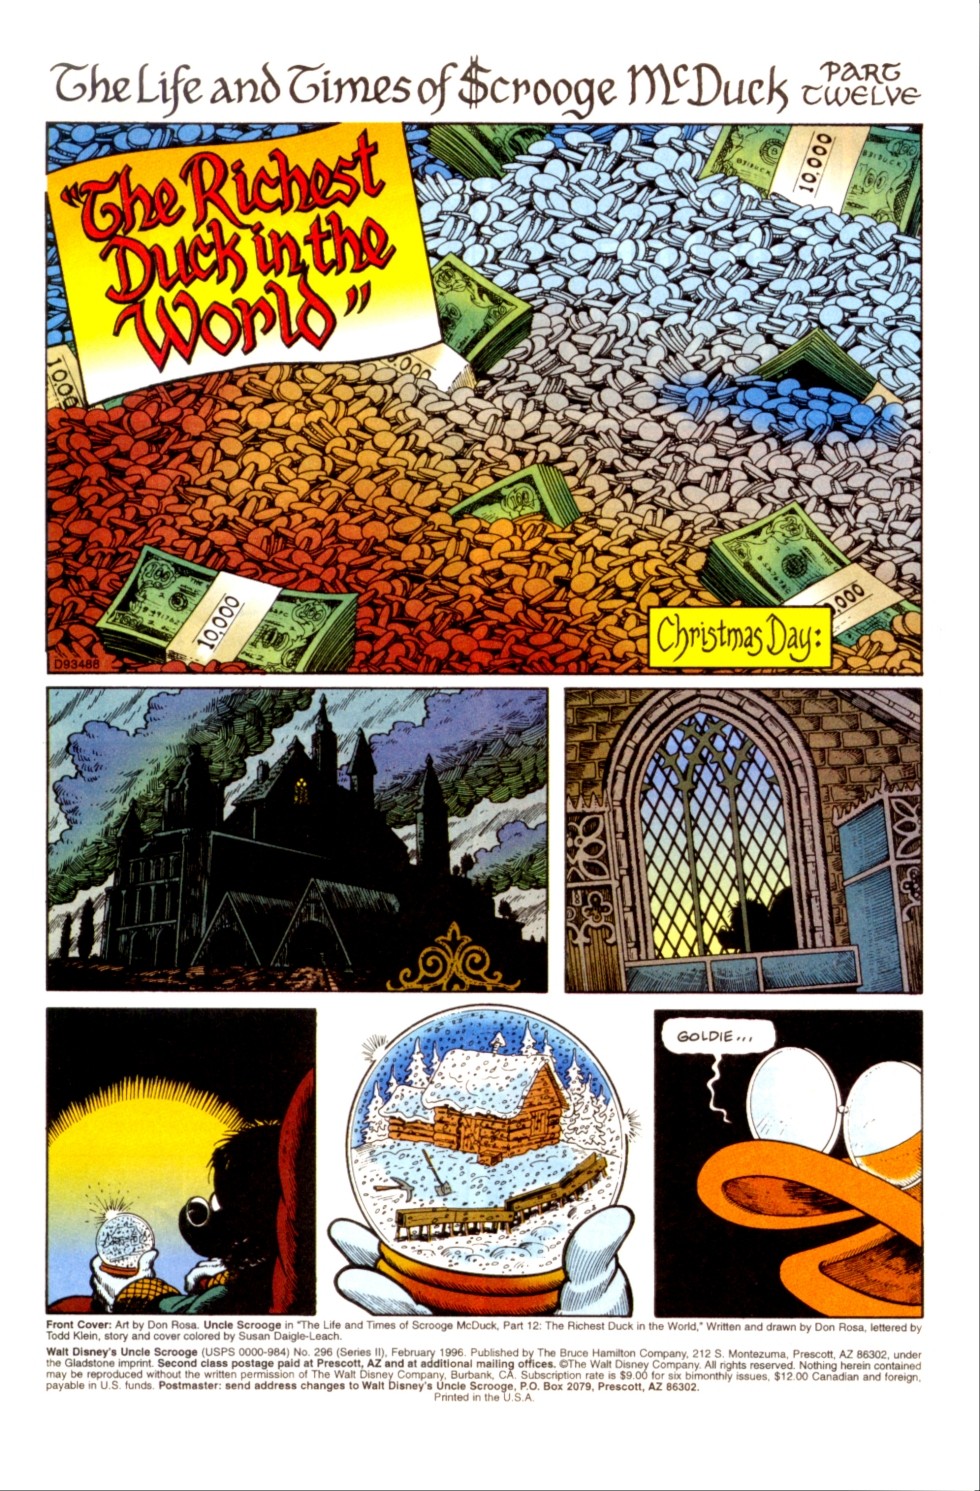 The Life and Times of $crooge McDuck PART
TWELVE
"The Richest
Duck in the
World"
10,000
10,000
Christmas Day:
D93488
GOLDIE...
Front Cover: Art by Don Rosa. Uncle Scrooge in "The Life and Times of Scrooge McDuck, Part 12: The Richest Duck in the World," Written and drawn by Don Rosa, lettered by
Todd Klein, story and cover colored by Susan Daigle-Leach.
Walt Disney's Uncle Scrooge (USPS 0000-984) No. 296 (Series II), February 1996. Published by The Bruce Hamilton Company, 212 S. Montezuma, Prescott, AZ 86302, under
the Gladstone imprint. Second class postage paid at Prescott, AZ and at additional mailing offices. ©The Walt Disney Company. All rights reserved. Nothing herein contained
may be reproduced without the written permission of The Walt Disney Company, Burbank, CA. Subscription rate is $9.00 for six bimonthly issues, $12.00 Canadian and foreign,
payable in U.S. funds. Postmaster: send address changes to Walt Disney's Uncle Scrooge, P.O. Box 2079, Prescott, AZ 86302.
Printed in the U.S.A.